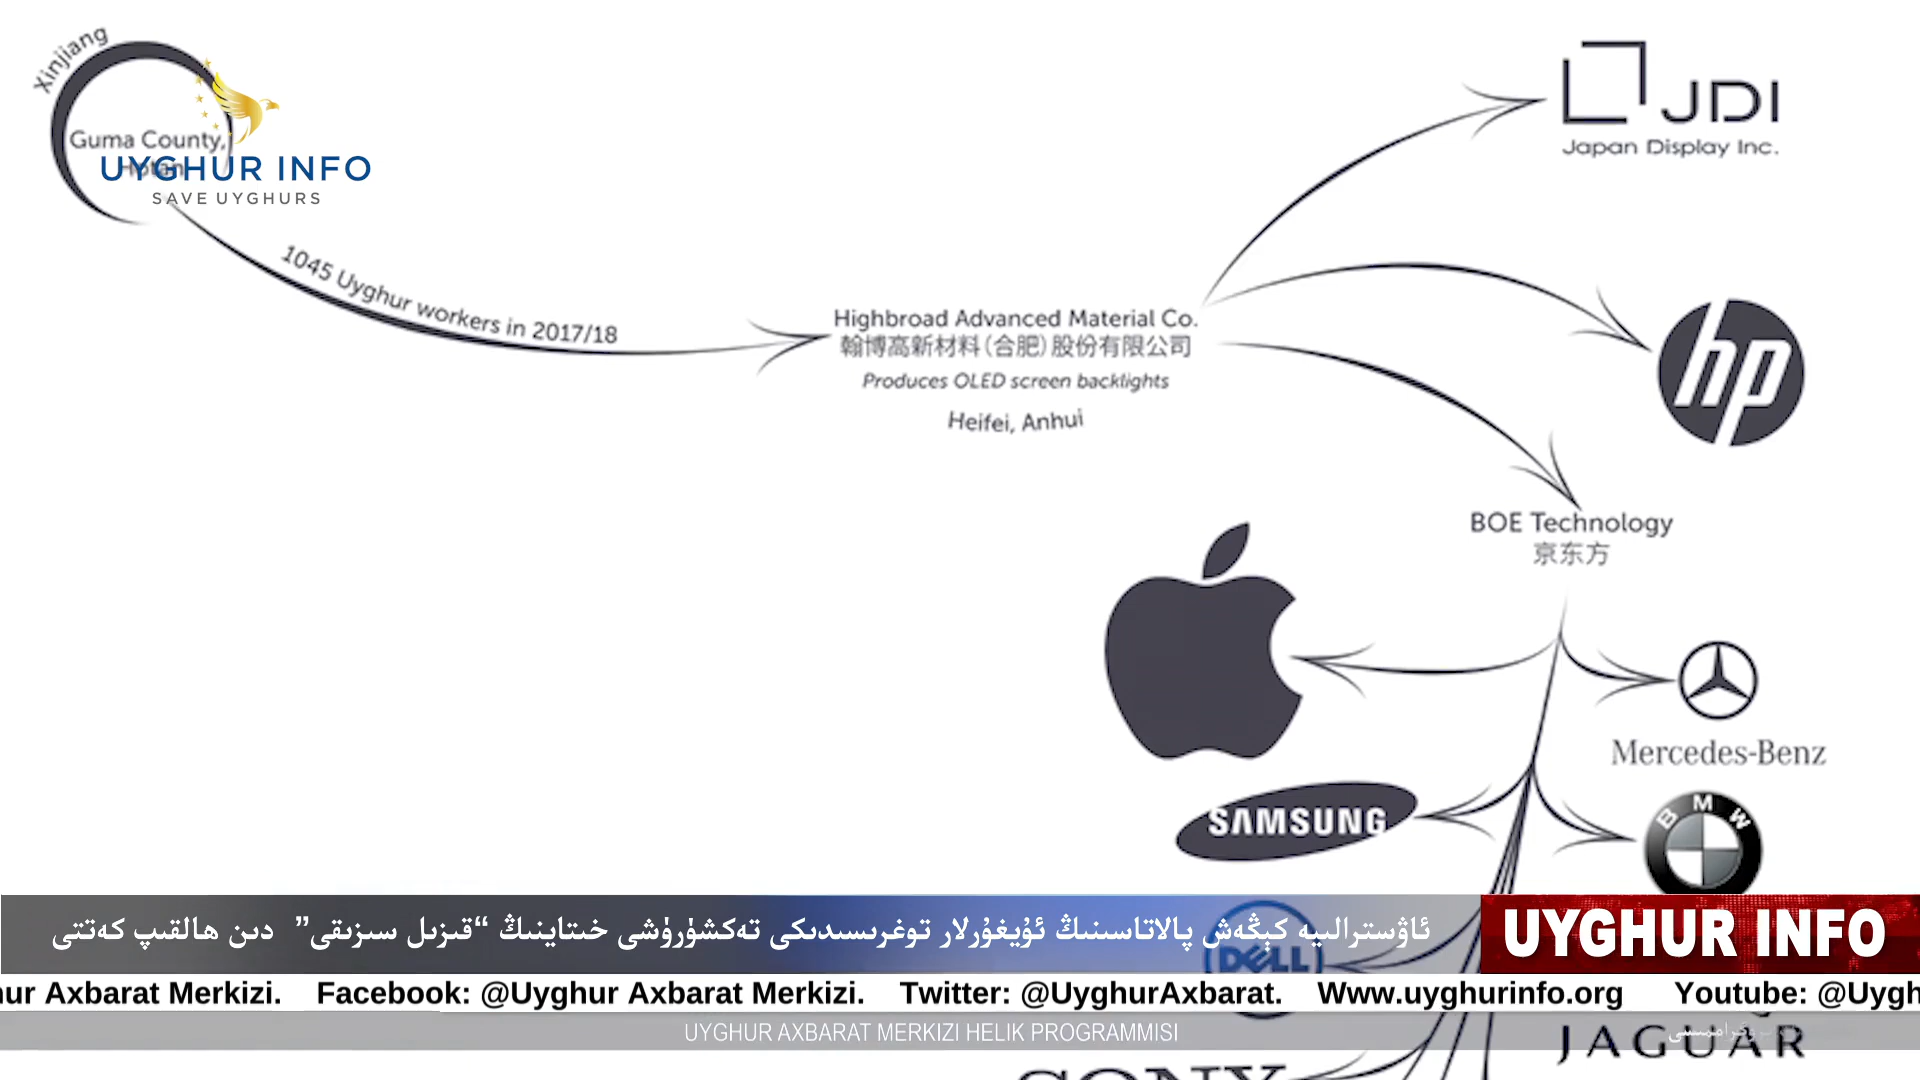 Xinjiang
Guma County,
Hotan
UYGHUR INFO
SAVE UYGHURS
1045 Uyghur workers in 2017/18
Highbroad Advanced Material Co.
翰博高新材料(合肥)股份有限公司
Produces OLED screen backlights
Heifei, Anhui
JDI
Japan Display Inc.
hp
BOE Technology
京东方
Mercedes-Benz
SAMSUNG
BMW
DELL
ئاۋسترالىيە كېڭەش پالاتاسىنىڭ ئۇيغۇرلار توغرىسىدىكى تەكشۈرۈشى خىتاينىڭ “قىزىل سىزىقى” دىن ھالقىپ كەتتى
UYGHUR INFO
hur Axbarat Merkizi. Facebook: @Uyghur Axbarat Merkizi. Twitter: @UyghurAxbarat. Www.uyghurinfo.org Youtube: @Uygh
UYGHUR AXBARAT MERKIZI HELIK PROGRAMMISI
JAGUAR
SONY